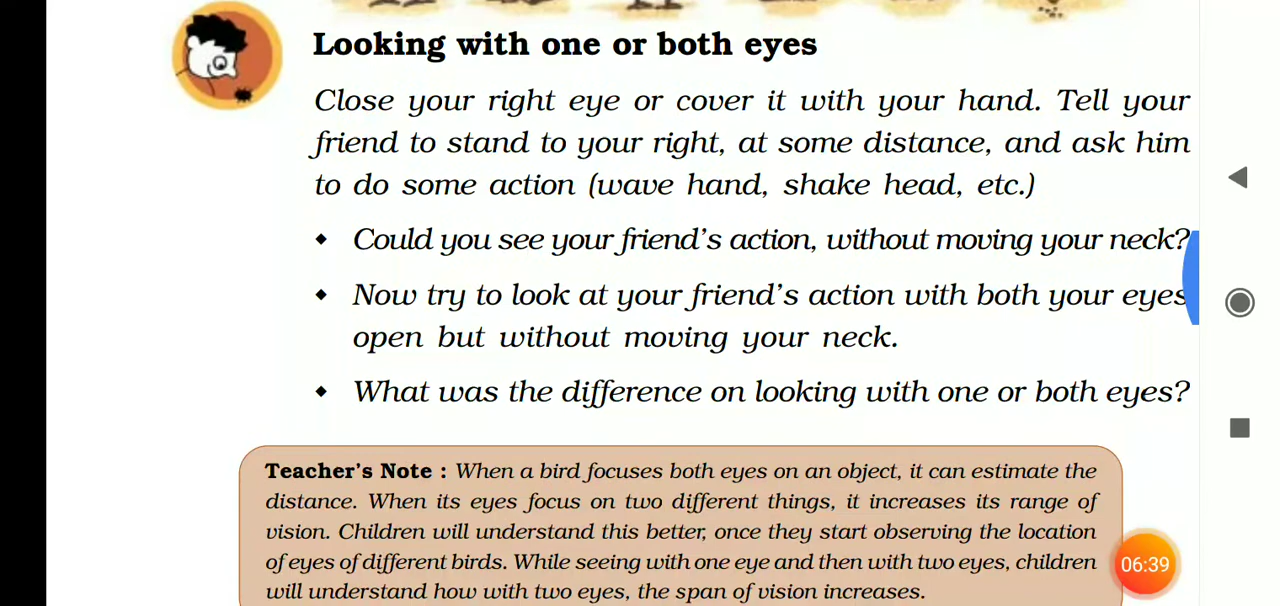 Looking with one or both eyes
Close your right eye or cover it with your hand. Tell your
friend to stand to your right, at some distance, and ask him
to do some action (wave hand, shake head, etc.)
◆ Could you see your friend's action, without moving your neck?
◆ Now try to look at your friend's action with both your eyes
open but without moving your neck.
◆ What was the difference on looking with one or both eyes?
Teacher's Note : When a bird focuses both eyes on an object, it can estimate the
distance. When its eyes focus on two different things, it increases its range of
vision. Children will understand this better, once they start observing the location
of eyes of different birds. While seeing with one eye and then with two eyes, children
will understand how with two eyes, the span of vision increases.
06:39